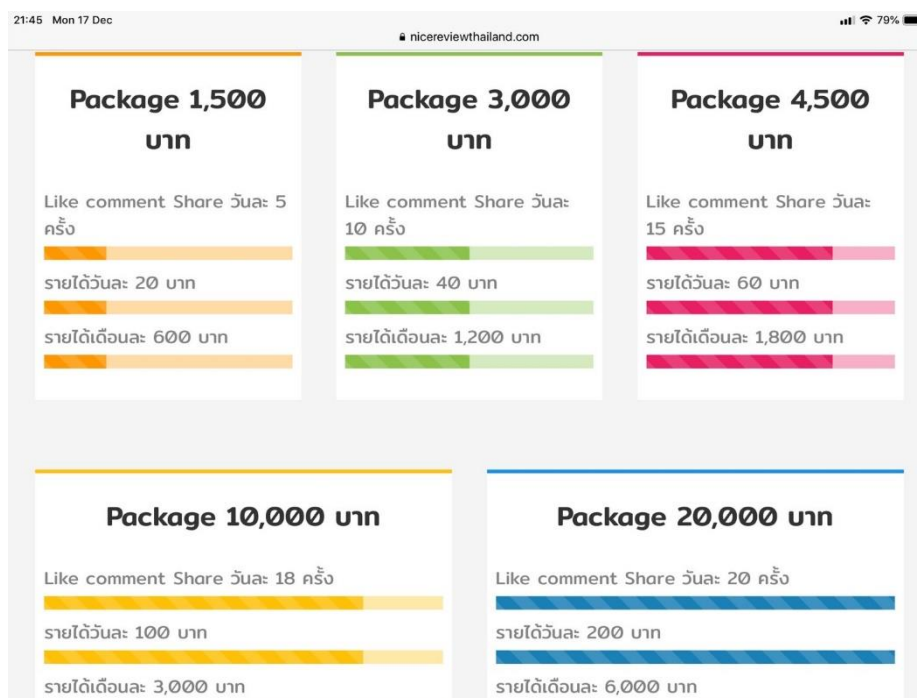 21:45 Mon 17 Dec
79%
nicereviewthailand.com
Package 1,500
บาท
Like comment Share วันละ 5
ครั้ง
รายได้วันละ 20 บาท
รายได้เดือนละ 600 บาท
Package 3,000
บาท
Like comment Share วันละ
10 ครั้ง
รายได้วันละ 40 บาท
รายได้เดือนละ 1,200 บาท
Package 4,500
บาท
Like comment Share วันละ
15 ครั้ง
รายได้วันละ 60 บาท
รายได้เดือนละ 1,800 บาท
Package 10,000 บาท
Like comment Share วันละ 18 ครั้ง
รายได้วันละ 100 บาท
รายได้เดือนละ 3,000 บาท
Package 20,000 บาท
Like comment Share วันละ 20 ครั้ง
รายได้วันละ 200 บาท
รายได้เดือนละ 6,000 บาท